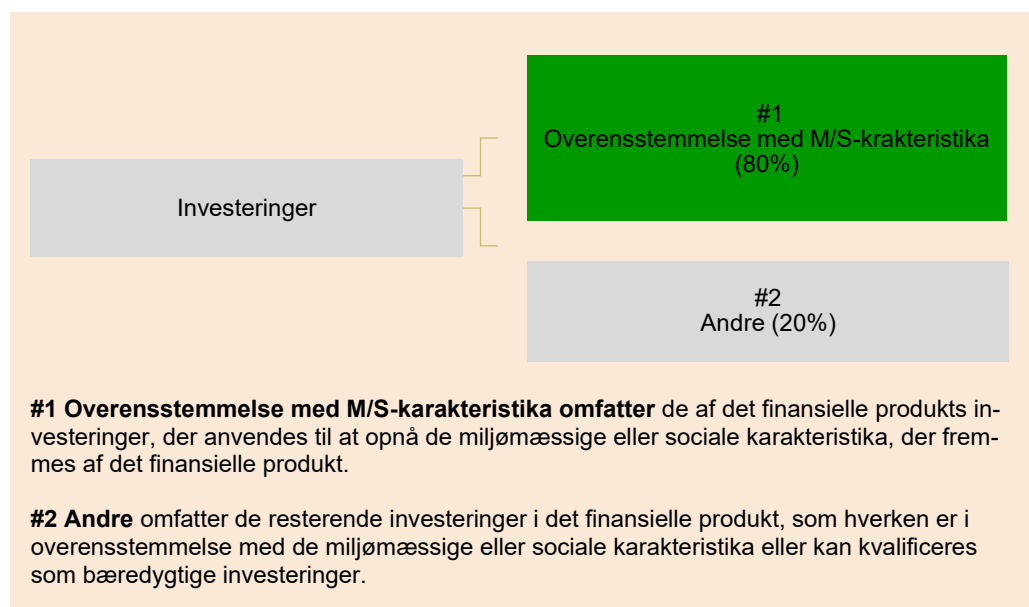 #1
Overensstemmelse med M/S-krakteristika
(80%)
Investeringer
#2
Andre (20%)
#1 Overensstemmelse med M/S-karakteristika omfatter de af det finansielle produkts in-
vesteringer, der anvendes til at opnå de miljømæssige eller sociale karakteristika, der frem-
mes af det finansielle produkt.
#2 Andre omfatter de resterende investeringer i det finansielle produkt, som hverken er i
overensstemmelse med de miljømæssige eller sociale karakteristika eller kan kvalificeres
som bæredygtige investeringer.